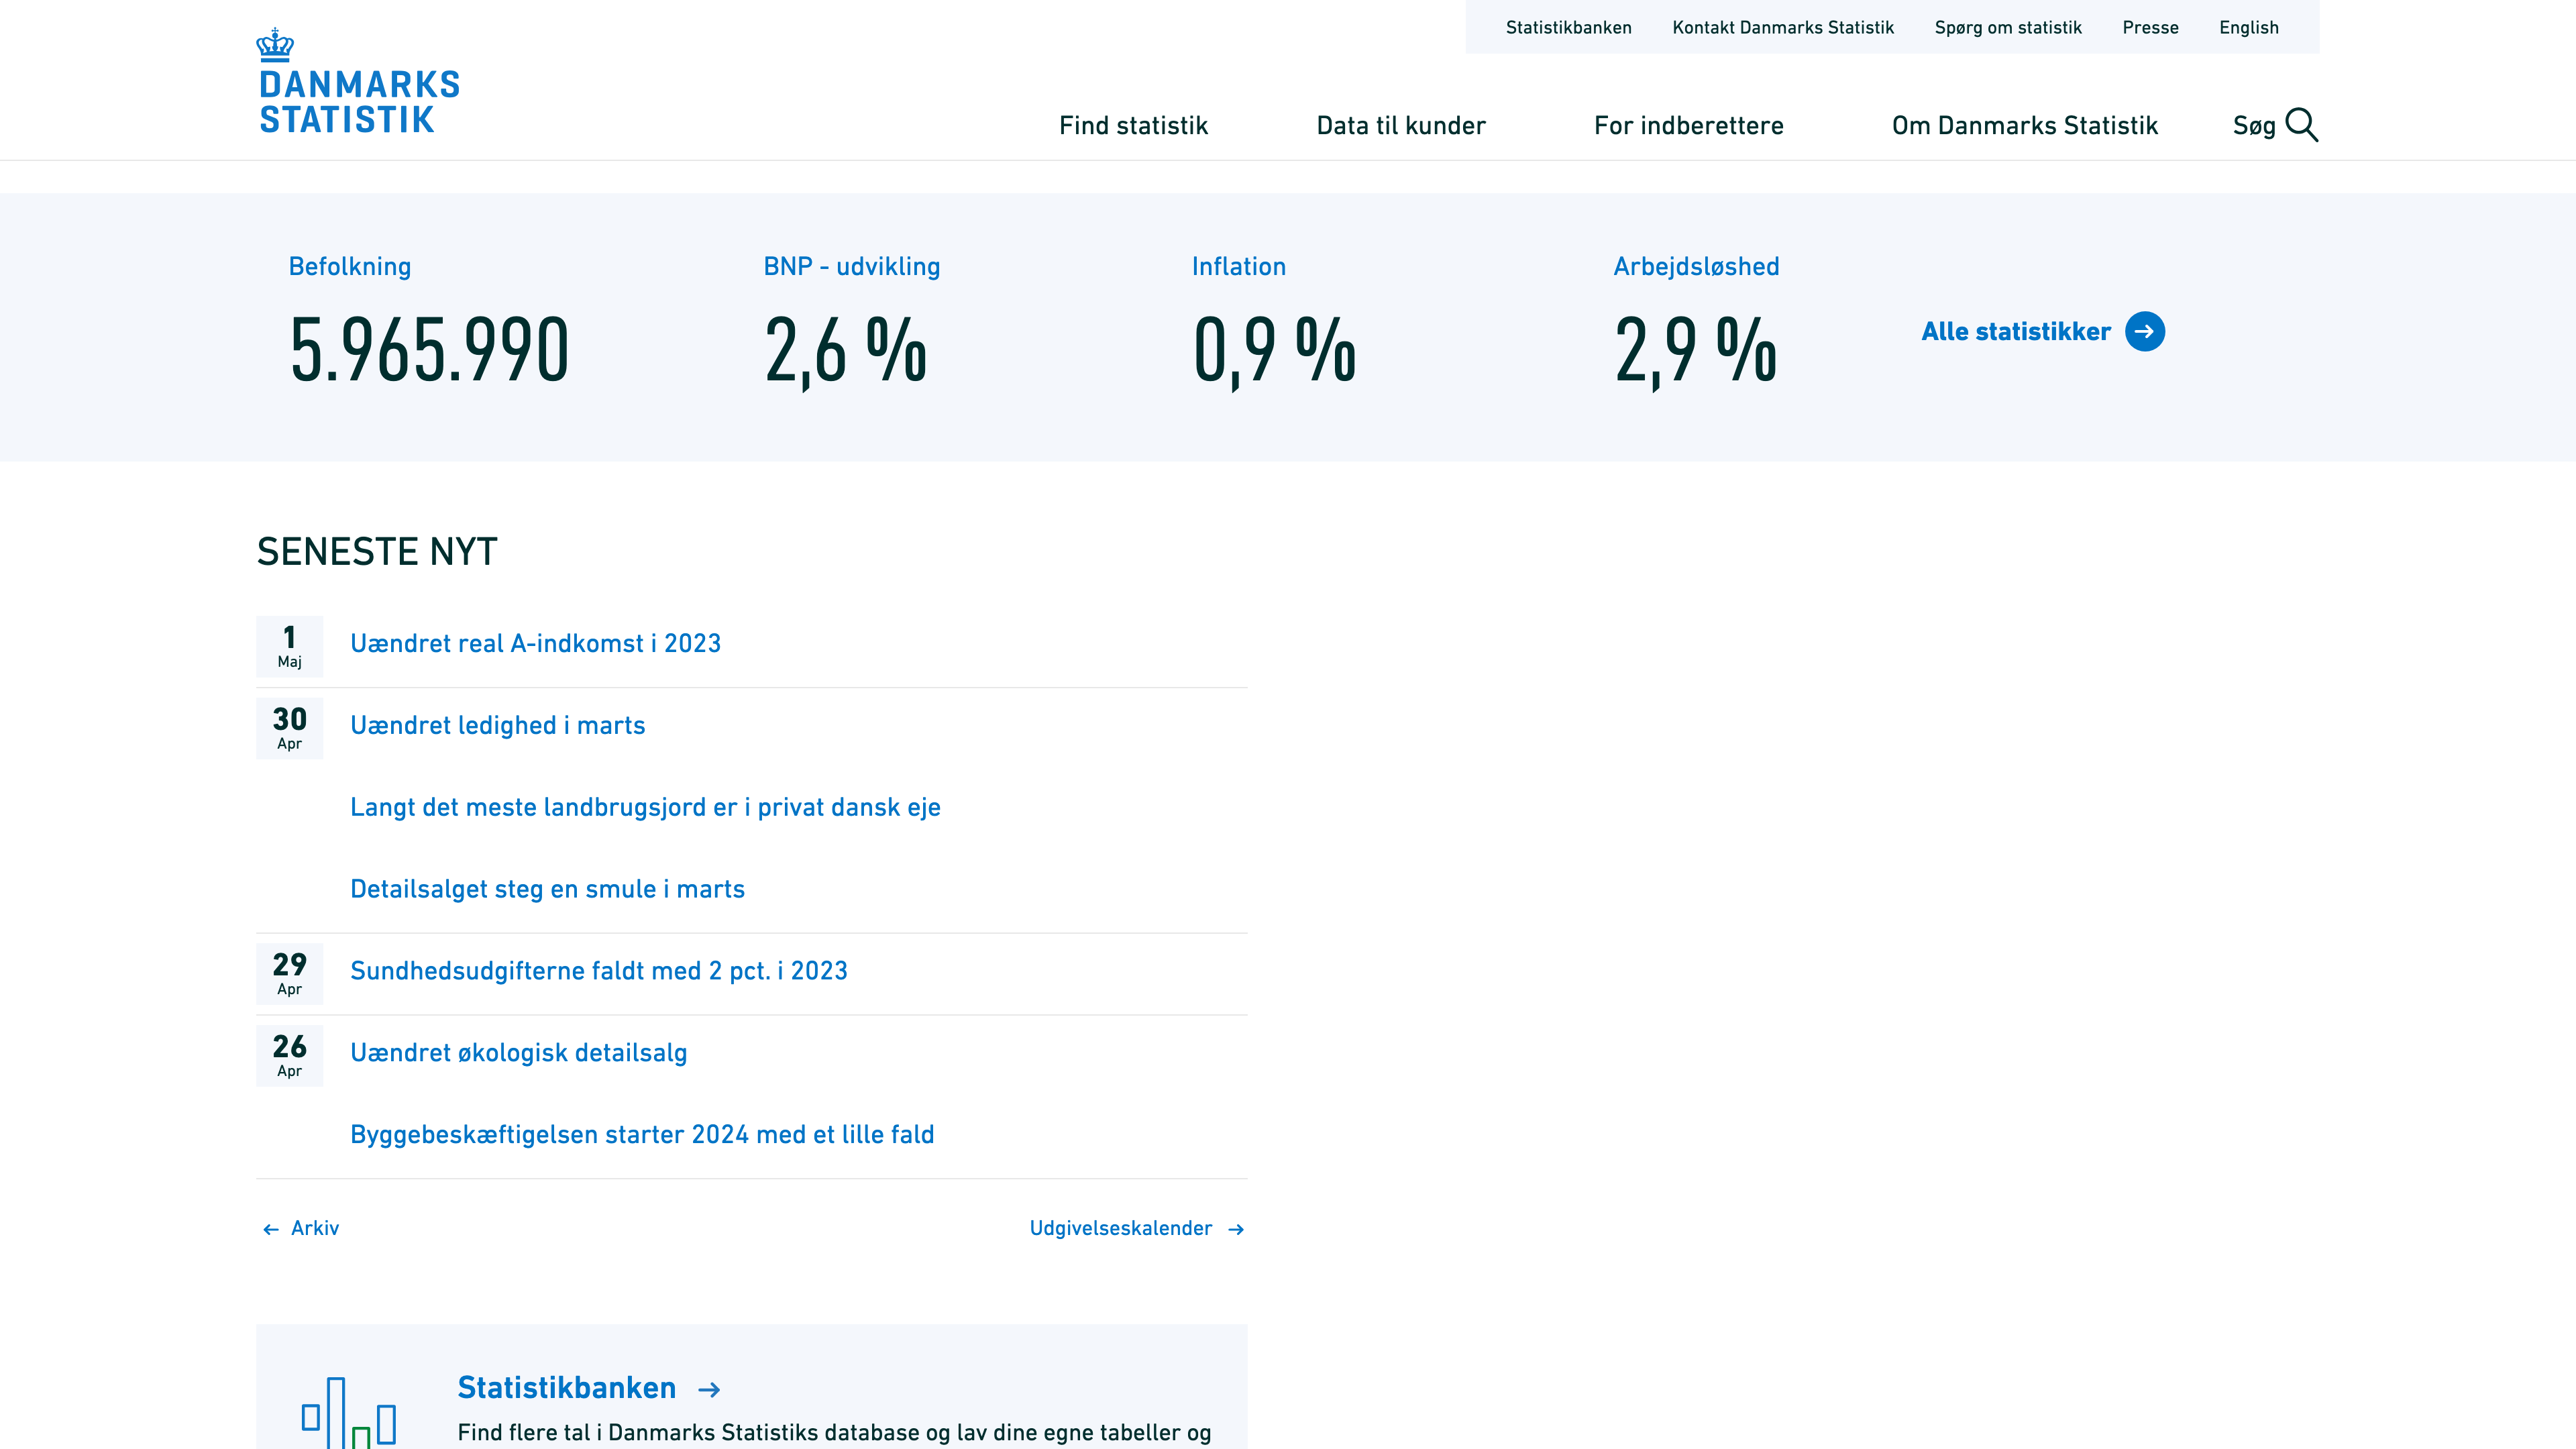 Statistikbanken Kontakt Danmarks Statistik Spørg om statistik Presse English
DANMARKS
STATISTIK
Find statistik Data til kunder For indberettere Om Danmarks Statistik Søg
Befolkning BNP - udvikling Inflation Arbejdsløshed
5.965.990 2,6 % 0,9 % 2,9 %
Alle statistikker
SENESTE NYT
1 Maj Uændret real A-indkomst i 2023
30 Apr Uændret ledighed i marts
Langt det meste landbrugsjord er i privat dansk eje
Detailsalget steg en smule i marts
29 Apr Sundhedsudgifterne faldt med 2 pct. i 2023
26 Apr Uændret økologisk detailsalg
Byggebeskæftigelsen starter 2024 med et lille fald
Arkiv Udgivelseskalender
Statistikbanken
Find flere tal i Danmarks Statistiks database og lav dine egne tabeller og